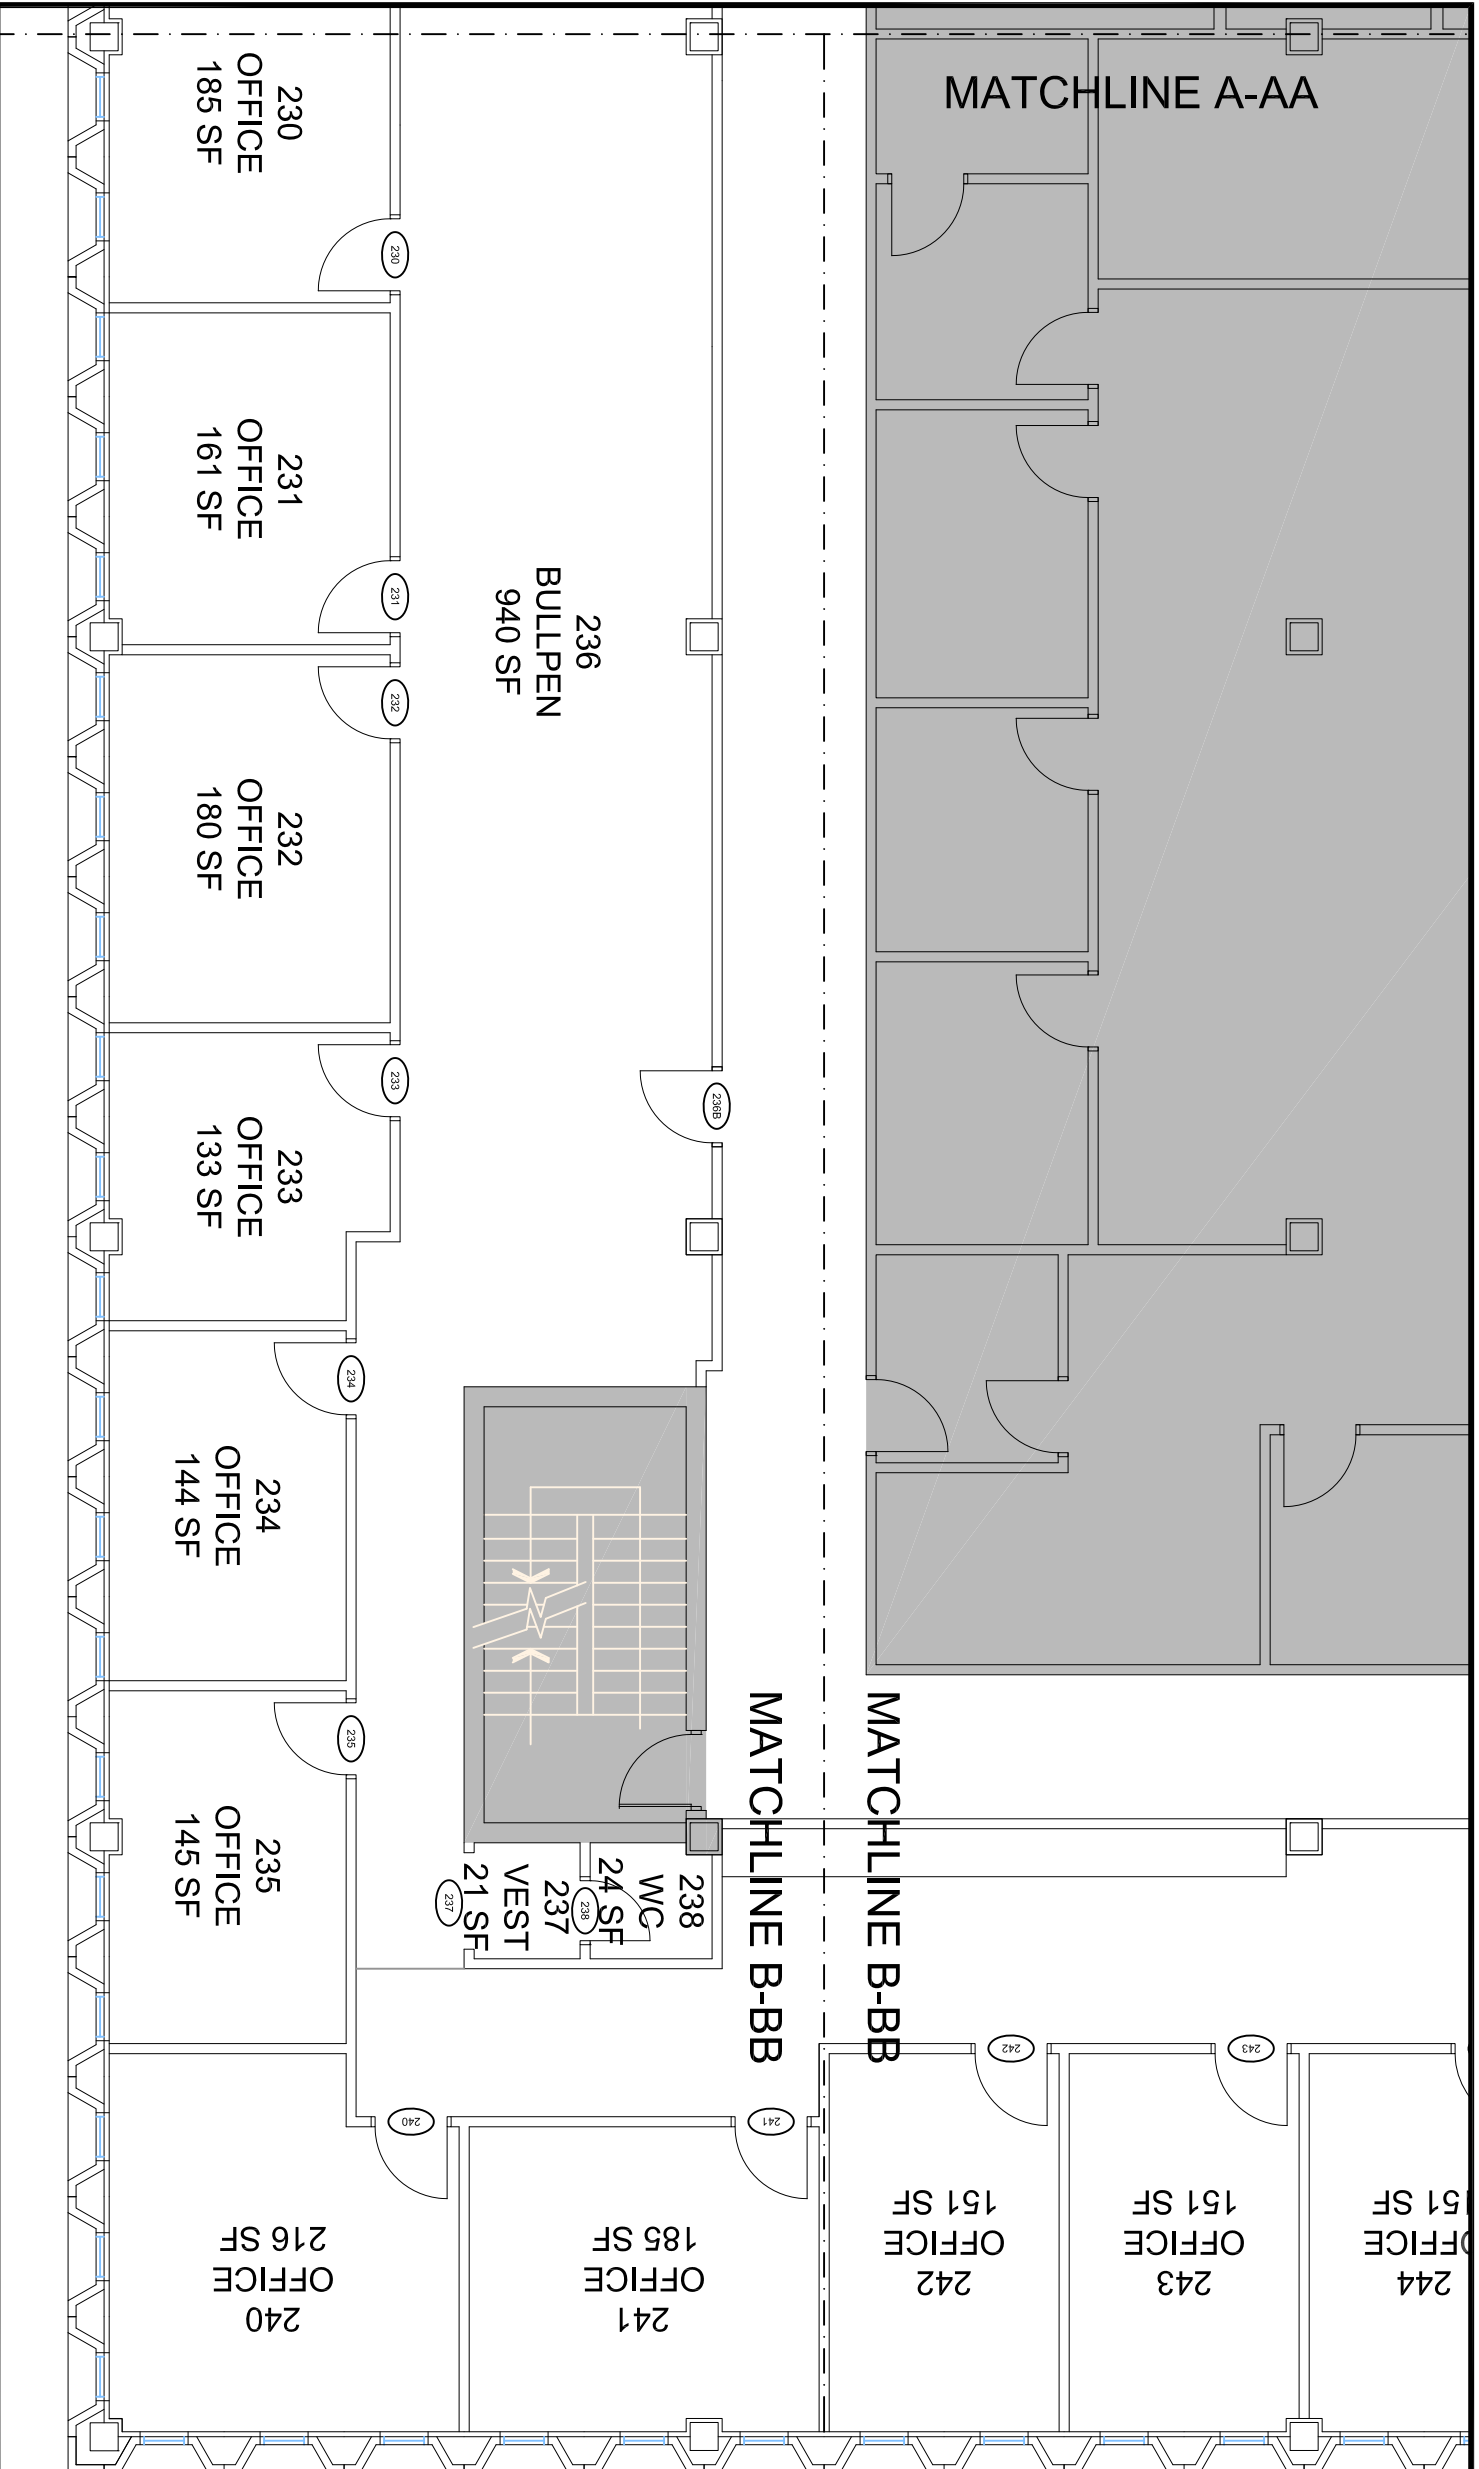 MATCHLINE A-AA
230
OFFICE
185 SF
230
231
OFFICE
161 SF
231
236
BULLPEN
940 SF
232
232
OFFICE
180 SF
233
236B
233
OFFICE
133 SF
234
234
OFFICE
144 SF
235
MATCHLINE B-BB
MATCHLINE B-BB
235
OFFICE
145 SF
238
WC
24 SF
238
237
VEST
21 SF
237
240
241
242
243
240
OFFICE
216 SF
241
OFFICE
185 SF
242
OFFICE
151 SF
243
OFFICE
151 SF
244
OFFICE
151 SF